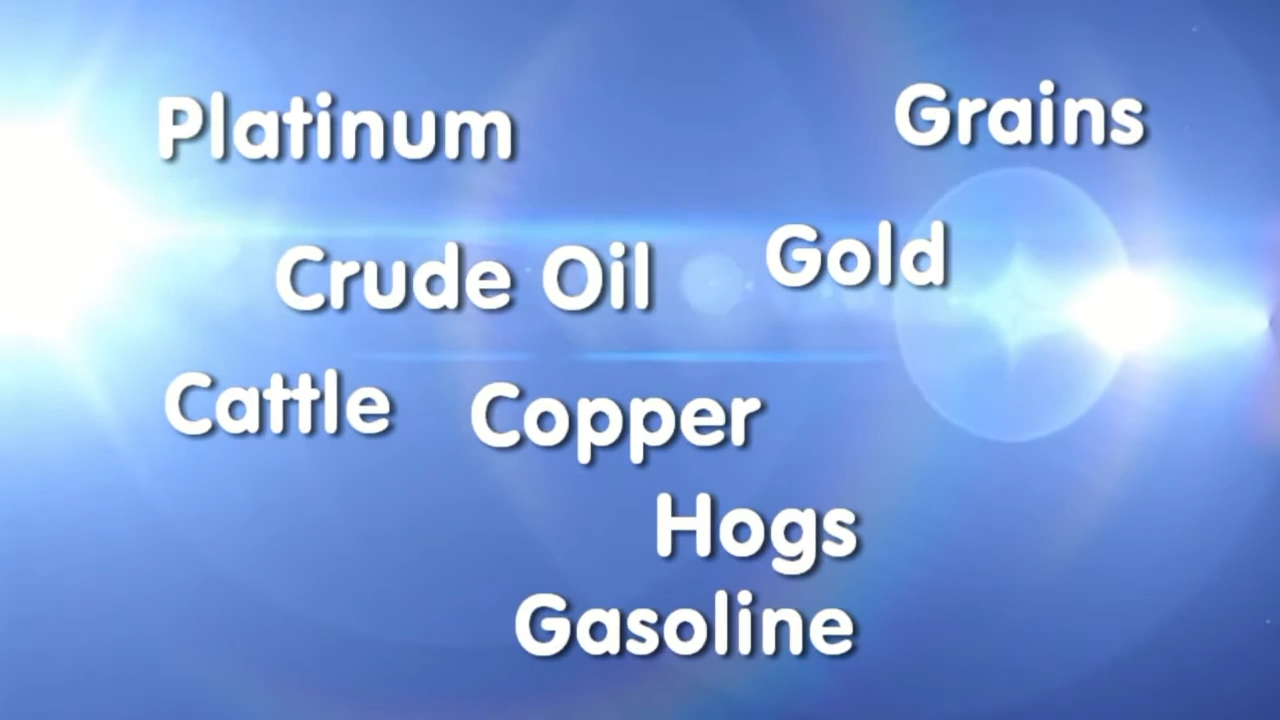 Platinum
Grains
Crude Oil
Gold
Cattle
Copper
Hogs
Gasoline